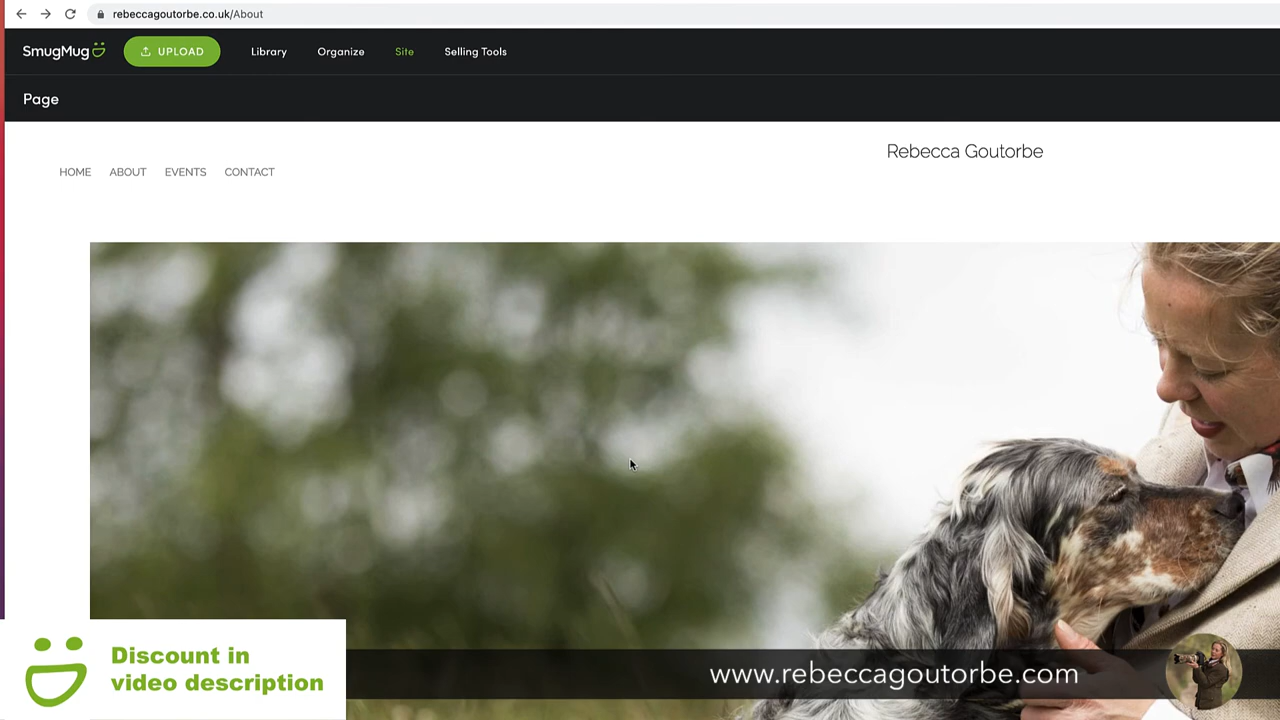 rebeccagoutorbe.co.uk/About
SmugMug UPLOAD Library Organize Site Selling Tools
Page
Rebecca Goutorbe
HOME ABOUT EVENTS CONTACT
Discount in
video description
www.rebeccagoutorbe.com